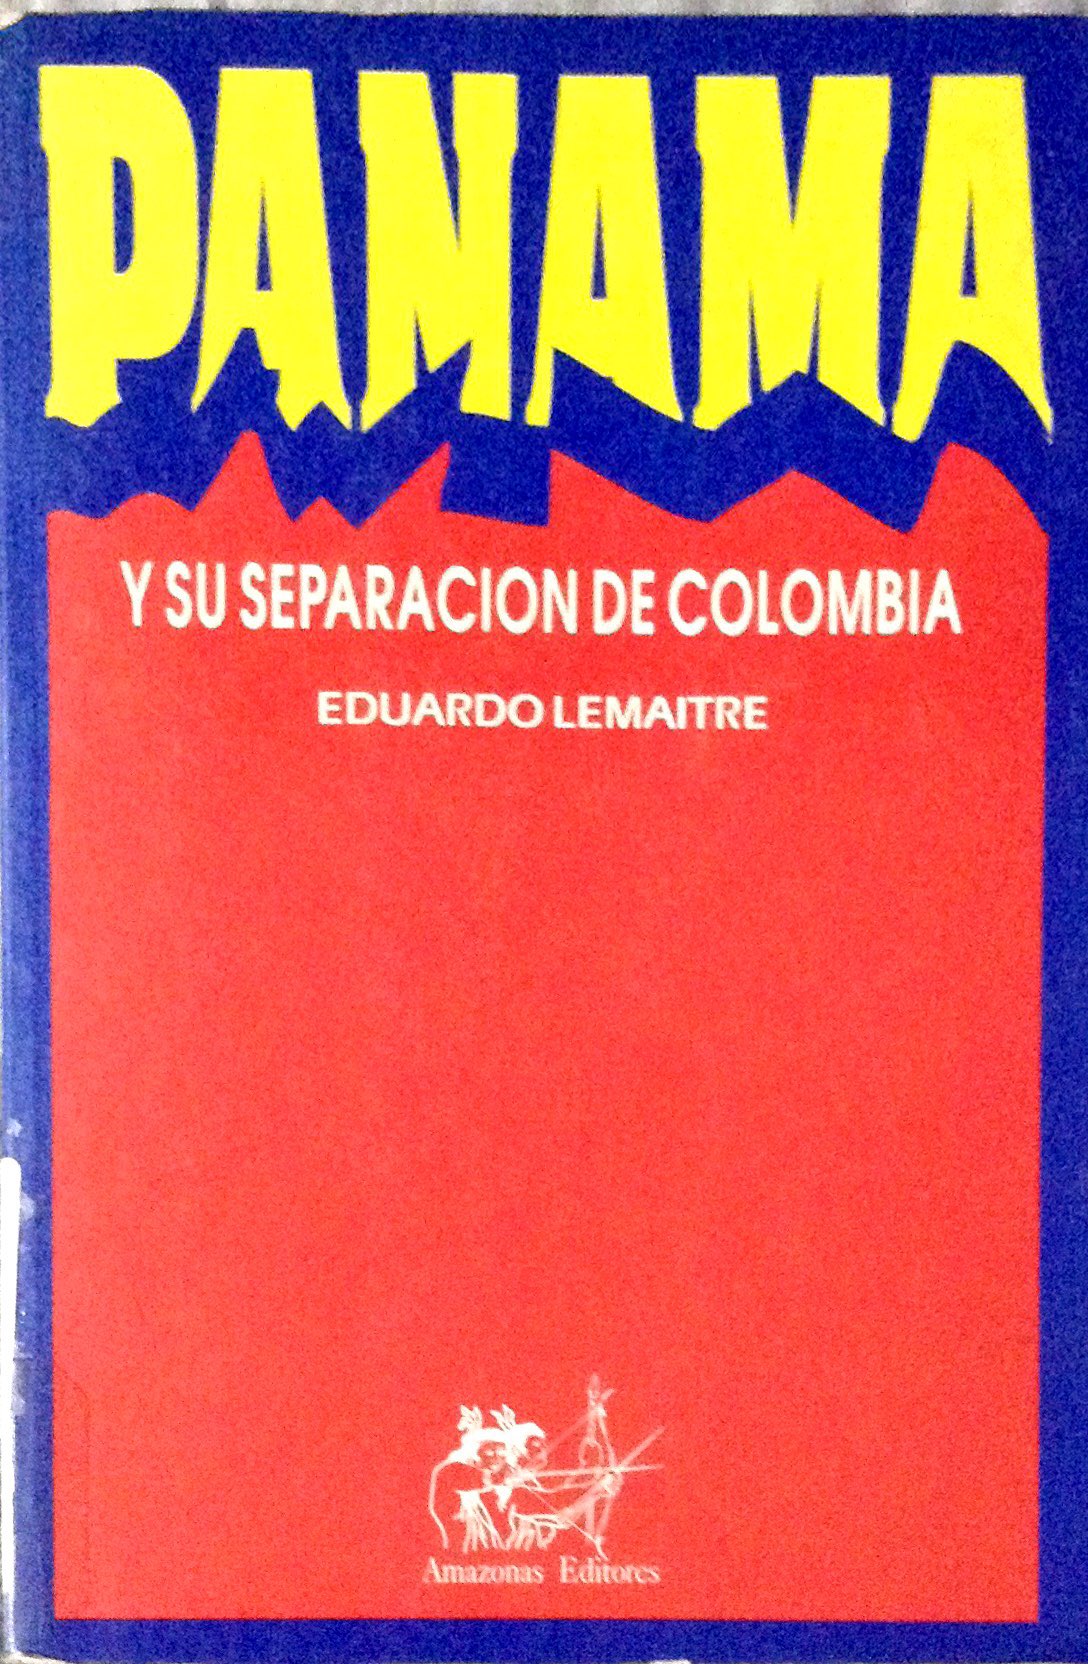 PANAMA
Y SU SEPARACION DE COLOMBIA
EDUARDO LEMAITRE
Amazonas Editores